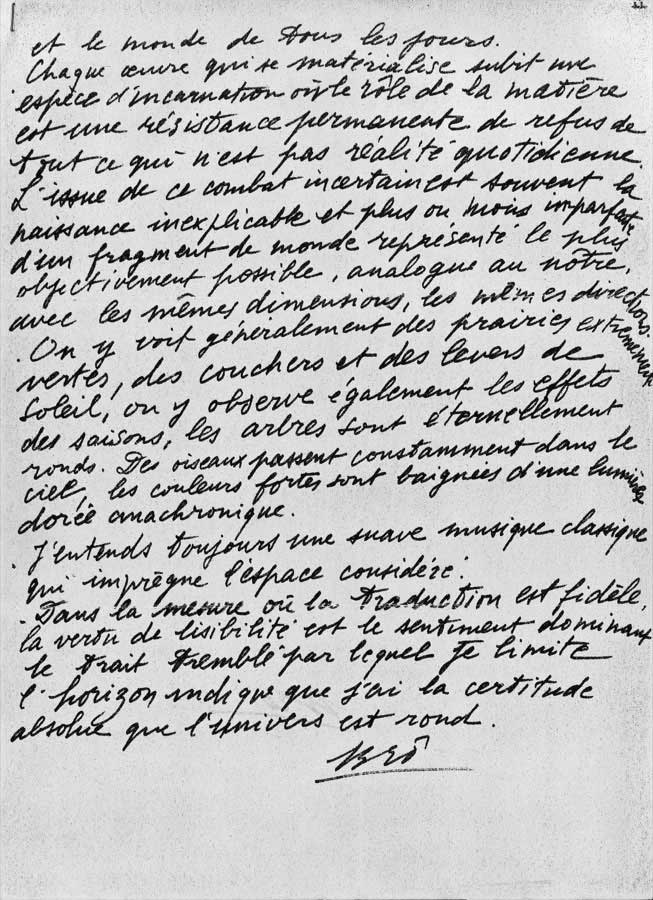 et le monde de tous les jours.
Chaque œuvre qui se matérialise subit une
espèce d'incarnation où le rôle de la matière
est une résistance permanente de refus de
tout ce qui n'est pas réalité quotidienne.
L'issue de ce combat incertain est souvent la
naissance inexplicable et plus ou moins imparfaite
d'un fragment de monde représenté le plus
objectivement possible, analogue au nôtre,
avec les mêmes dimensions, les mêmes directions.
On y voit généralement des prairies extrêmement
vertes, des couchers et des levers de
soleil, on y observe également les effets
des saisons, les arbres sont éternellement
ronds. Des oiseaux passent constamment dans le
ciel, les couleurs fortes sont baignées d'une lumière
dorée anachronique.
J'entends toujours une suave musique classique
qui imprègne l'espace considéré.
Dans la mesure où la traduction est fidèle,
la vertu de lisibilité est le sentiment dominant
le trait tremblé par lequel je limite
l'horizon indique que j'ai la certitude
absolue que l'univers est rond.